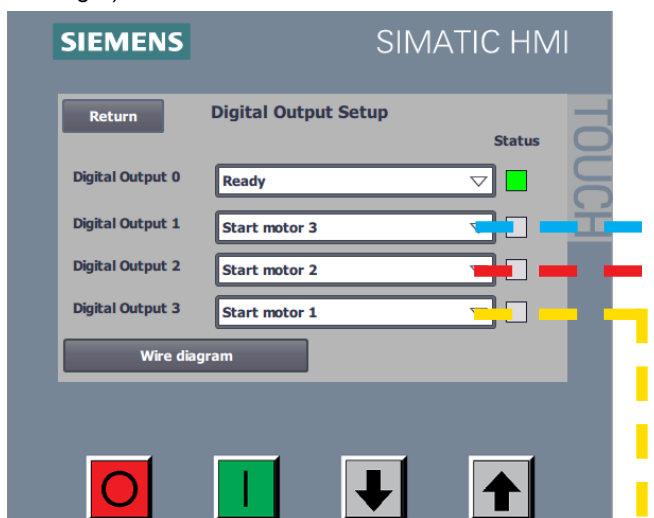 SIEMENS
SIMATIC HMI
TOUCH
Return
Digital Output Setup
Status
Digital Output 0
Ready
Digital Output 1
Start motor 3
Digital Output 2
Start motor 2
Digital Output 3
Start motor 1
Wire diagram